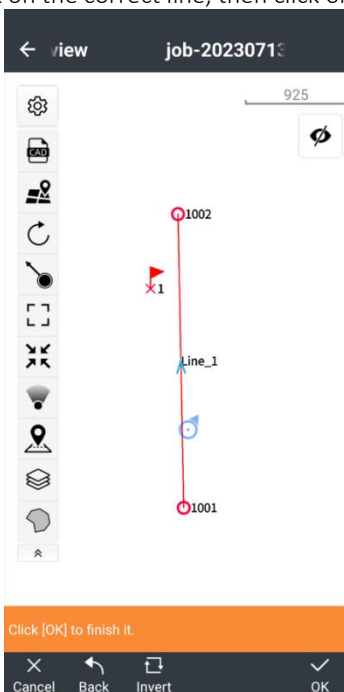 view job-20230713
925
CAD
1002
1
Line_1
1001
Click [OK] to finish it.
Cancel Back Invert OK